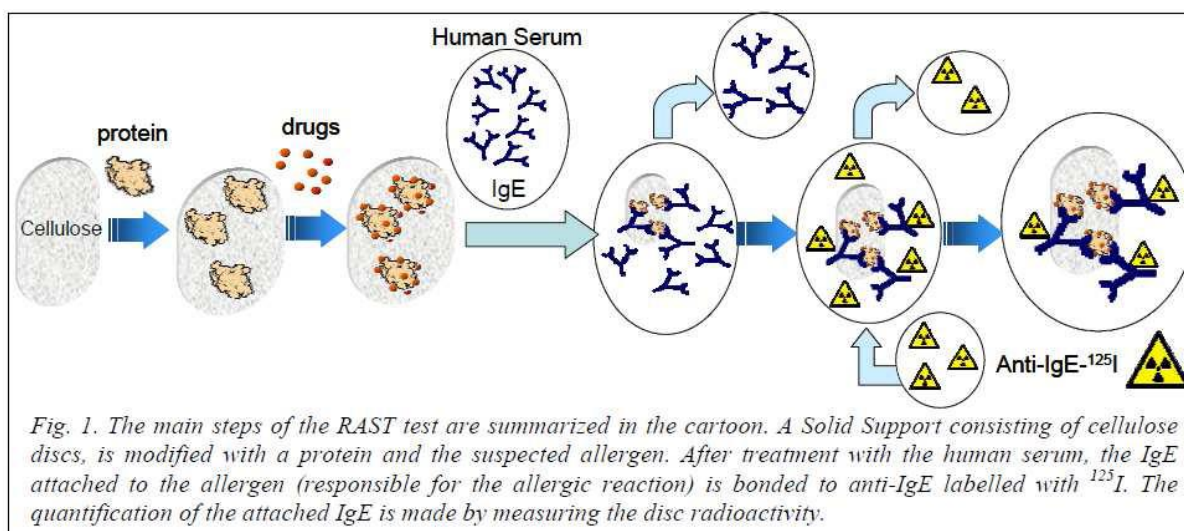 Human Serum
protein
drugs
IgE
Cellulose
Anti-IgE-¹²⁵I
Fig. 1. The main steps of the RAST test are summarized in the cartoon. A Solid Support consisting of cellulose
discs, is modified with a protein and the suspected allergen. After treatment with the human serum, the IgE
attached to the allergen (responsible for the allergic reaction) is bonded to anti-IgE labelled with ¹²⁵I. The
quantification of the attached IgE is made by measuring the disc radioactivity.